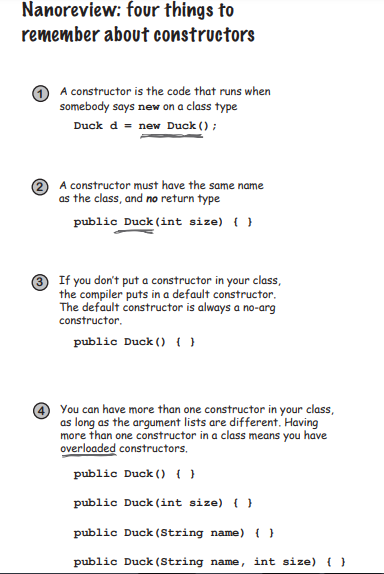 Nanoreview: four things to
remember about constructors
1 A constructor is the code that runs when
somebody says new on a class type
Duck d = new Duck();
2 A constructor must have the same name
as the class, and no return type
public Duck(int size) { }
3 If you don't put a constructor in your class,
the compiler puts in a default constructor.
The default constructor is always a no-arg
constructor.
public Duck() { }
4 You can have more than one constructor in your class,
as long as the argument lists are different. Having
more than one constructor in a class means you have
overloaded constructors.
public Duck() { }
public Duck(int size) { }
public Duck(String name) { }
public Duck(String name, int size) { }